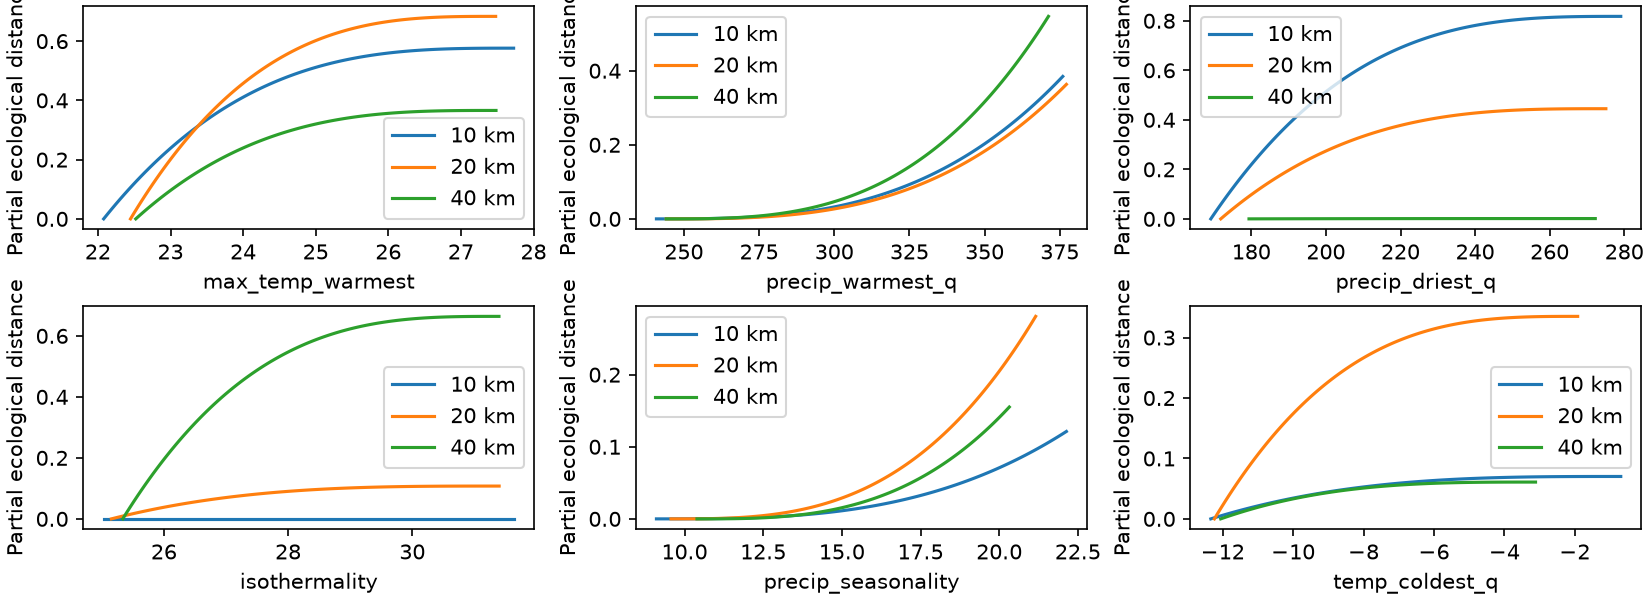 Partial ecological distance
0.6
0.4
0.2
0.0
10 km
20 km
40 km
22 23 24 25 26 27 28
max_temp_warmest
Partial ecological distance
0.4
0.2
0.0
10 km
20 km
40 km
250 275 300 325 350 375
precip_warmest_q
Partial ecological distance
0.8
0.6
0.4
0.2
0.0
10 km
20 km
40 km
180 200 220 240 260 280
precip_driest_q
Partial ecological distance
0.6
0.4
0.2
0.0
10 km
20 km
40 km
26 28 30
isothermality
Partial ecological distance
0.2
0.1
0.0
10 km
20 km
40 km
10.0 12.5 15.0 17.5 20.0 22.5
precip_seasonality
Partial ecological distance
0.3
0.2
0.1
0.0
10 km
20 km
40 km
−12 −10 −8 −6 −4 −2
temp_coldest_q